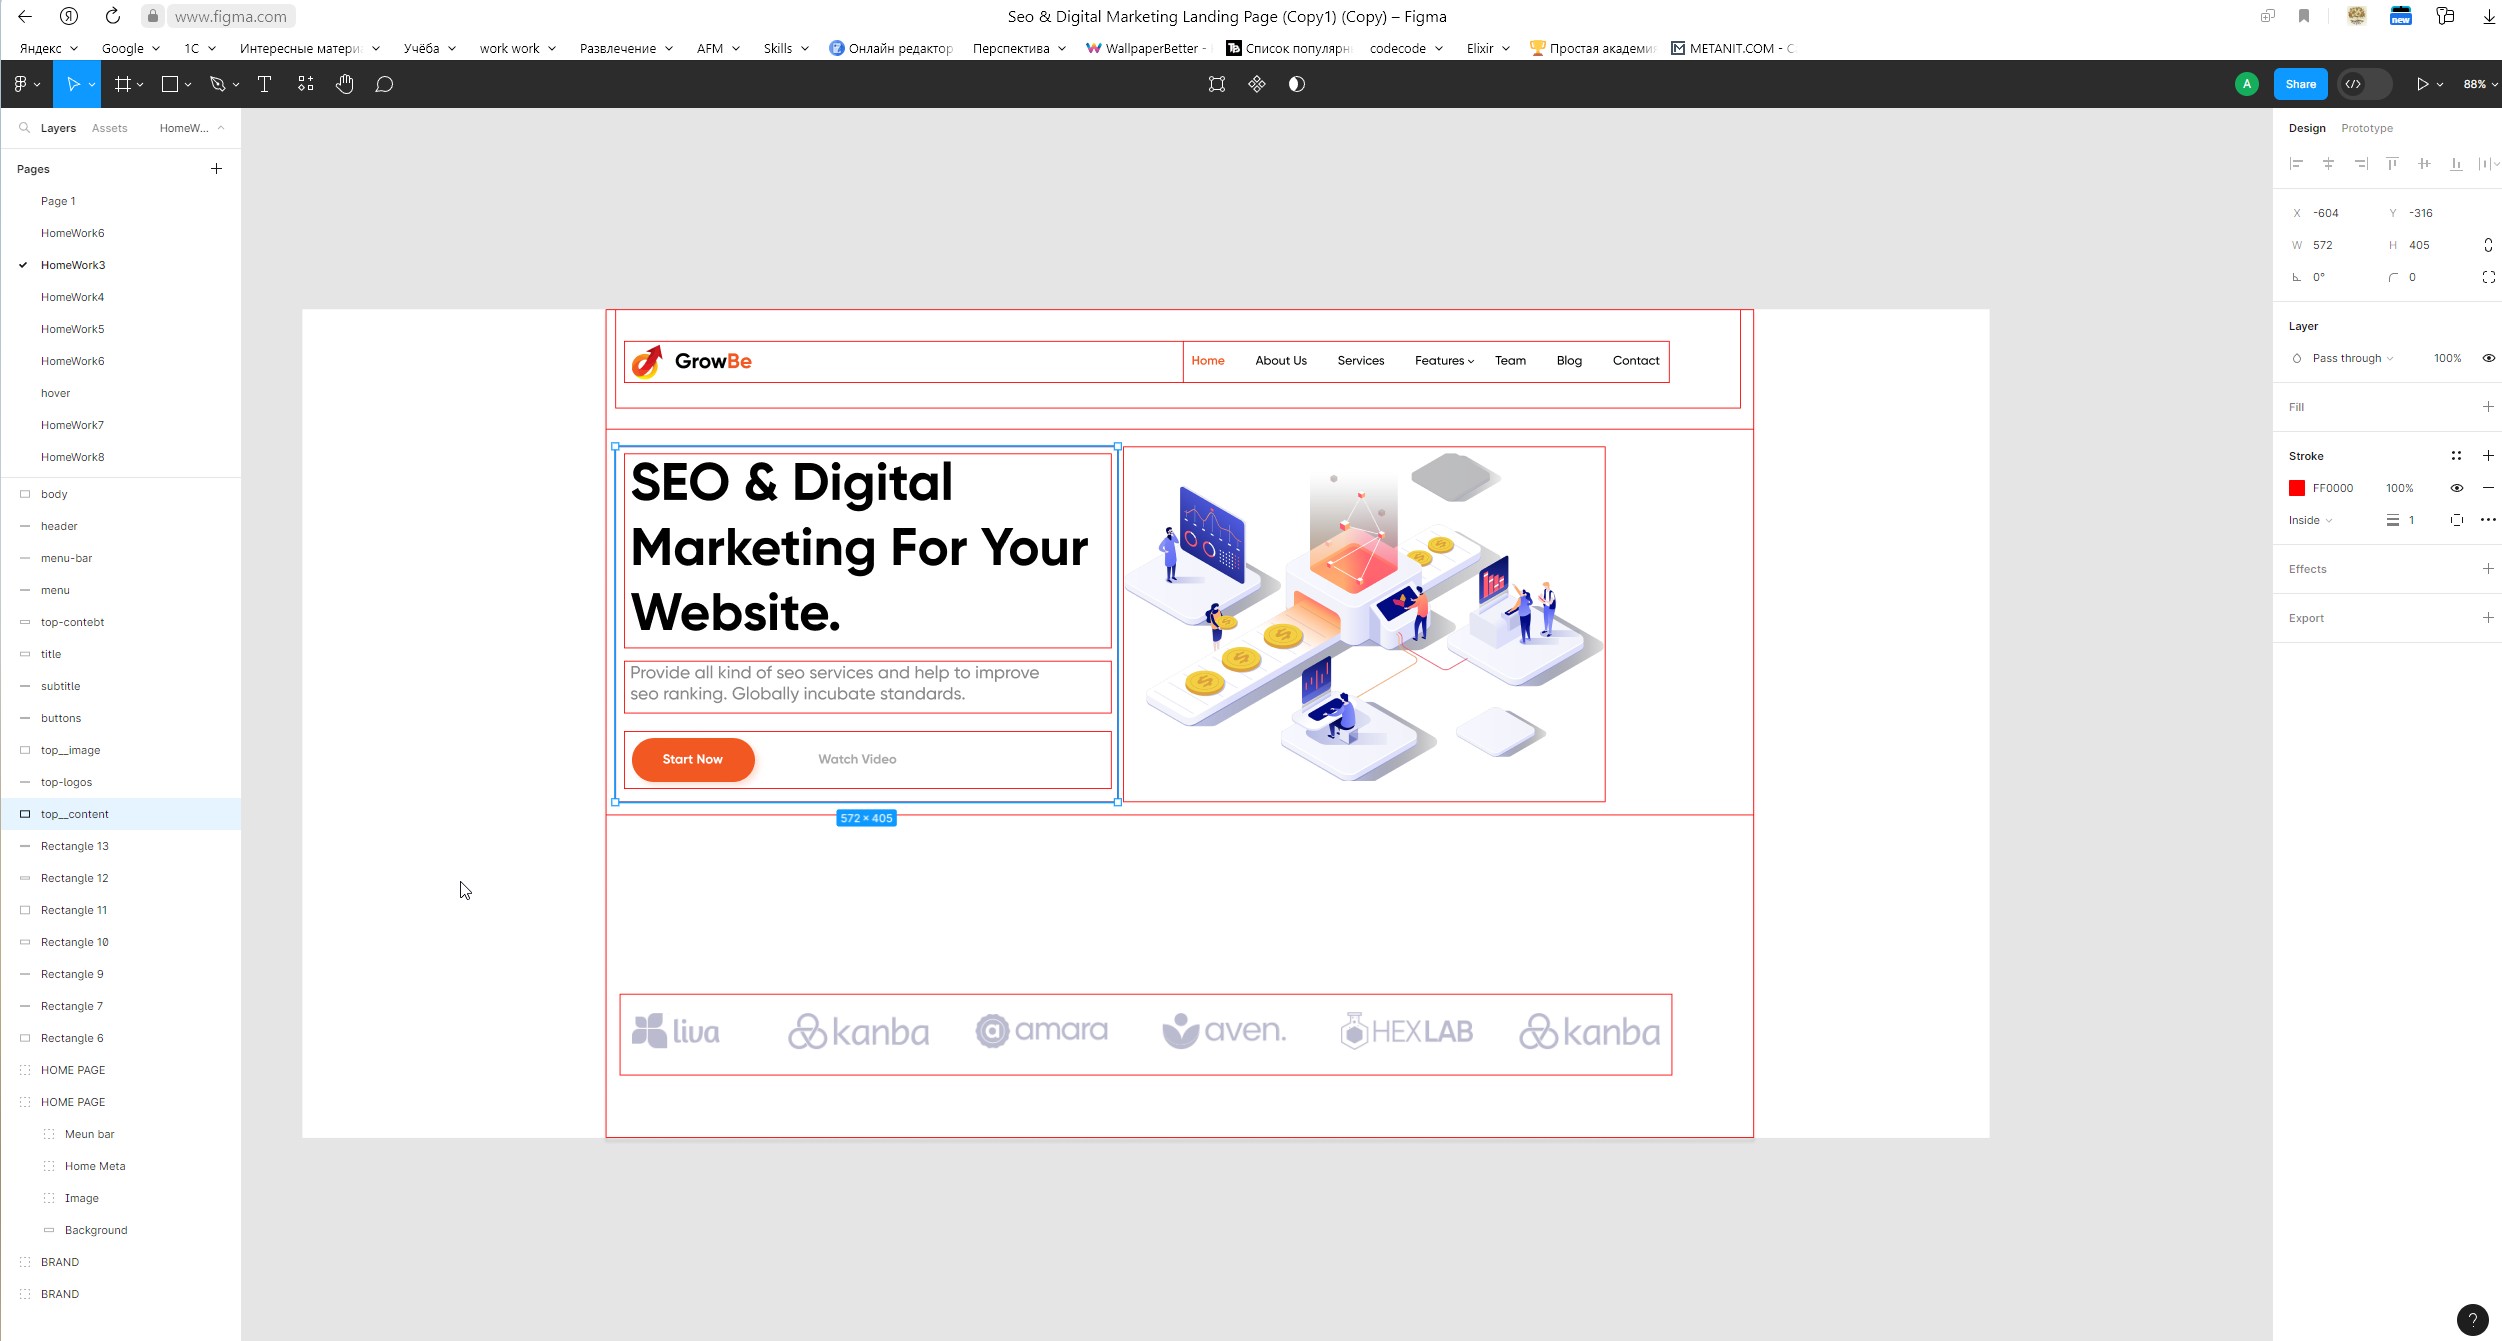 www.figma.com
Seo & Digital Marketing Landing Page (Copy1) (Copy) – Figma
new
Яндекс
Google
1C
Интересные матери
Учёба
work work
Развлечение
AFM
Skills
Онлайн редактор
Перспектива
WallpaperBetter -
Список популярн
codecode
Elixir
Простая академи
METANIT.COM - C
A
Share
88%
Layers
Assets
HomeW...
Pages
Page 1
HomeWork6
HomeWork3
HomeWork4
HomeWork5
HomeWork6
hover
HomeWork7
HomeWork8
body
header
menu-bar
menu
top-contebt
title
subtitle
buttons
top__image
top-logos
top__content
Rectangle 13
Rectangle 12
Rectangle 11
Rectangle 10
Rectangle 9
Rectangle 7
Rectangle 6
HOME PAGE
HOME PAGE
Meun bar
Home Meta
Image
Background
BRAND
BRAND
GrowBe
Home
About Us
Services
Features
Team
Blog
Contact
SEO & Digital
Marketing For Your
Website.
Provide all kind of seo services and help to improve
seo ranking. Globally incubate standards.
Start Now
Watch Video
572 × 405
liva
kanba
amara
aven.
HEXLAB
kanba
Design
Prototype
X -604
Y -316
W 572
H 405
0°
0
Layer
Pass through
100%
Fill
Stroke
FF0000
100%
Inside
1
Effects
Export
?